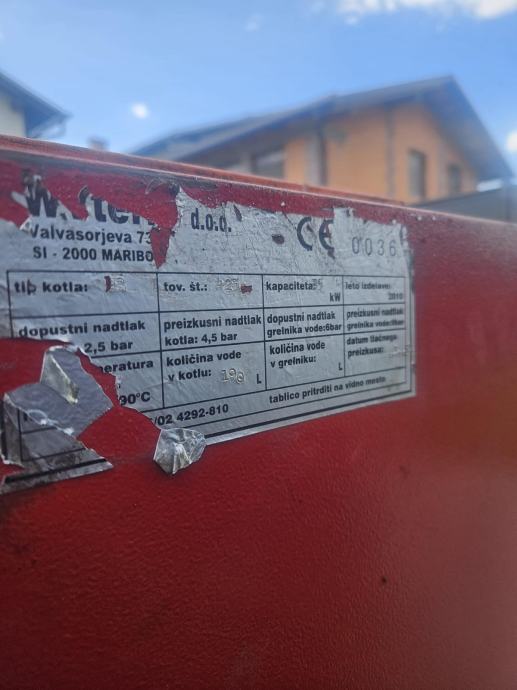 d.o.o.
Valvasorjeva 73
SI - 2000 MARIBO
CE 0036
tip kotla:
tov. št.:
kapaciteta:
kW
leto izdelave:
2010
dopustni nadtlak
2,5 bar
preizkusni nadtlak
kotla: 4,5 bar
dopustni nadtlak
grelnika vode:6bar
preizkusni nadtlak
grelnika vode:
eratura
90°C
količina vode
v kotlu: L
količina vode
v grelniku: L
datum tlačnega
preizkusa:
/02 4292-810
tablico pritrditi na vidno mesto